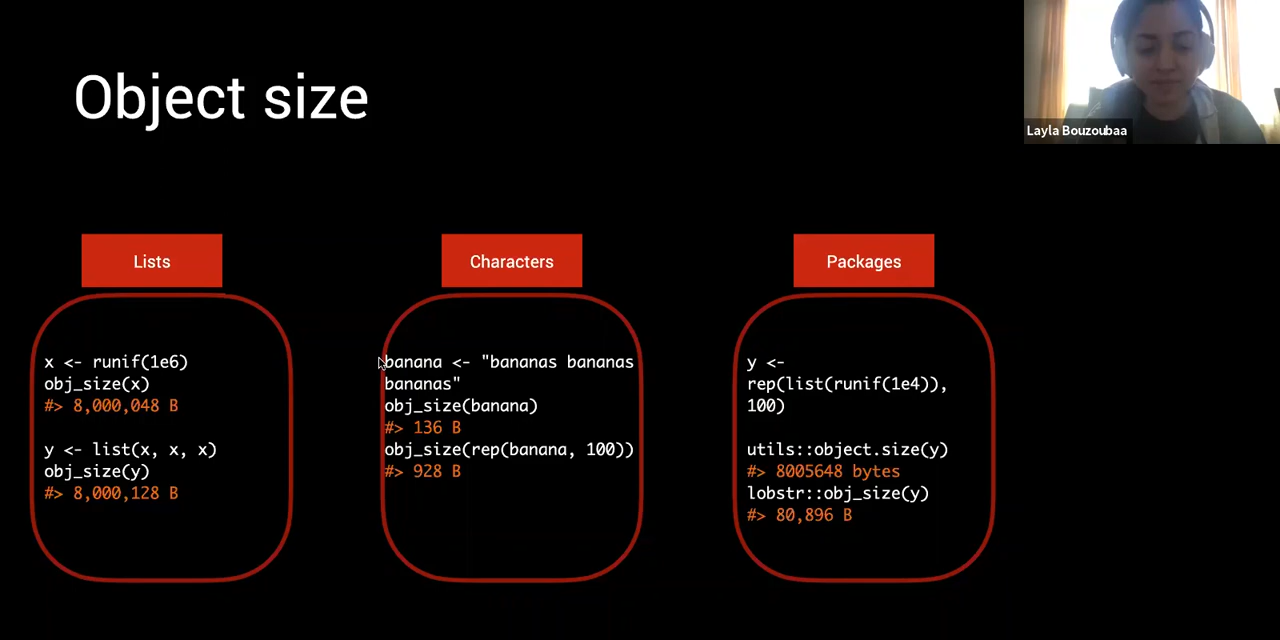 Object size
Layla Bouzoubaa
Lists
x <- runif(1e6)
obj_size(x)
#> 8,000,048 B
y <- list(x, x, x)
obj_size(y)
#> 8,000,128 B
Characters
banana <- "bananas bananas
bananas"
obj_size(banana)
#> 136 B
obj_size(rep(banana, 100))
#> 928 B
Packages
y <-
rep(list(runif(1e4)),
100)
utils::object.size(y)
#> 8005648 bytes
lobstr::obj_size(y)
#> 80,896 B